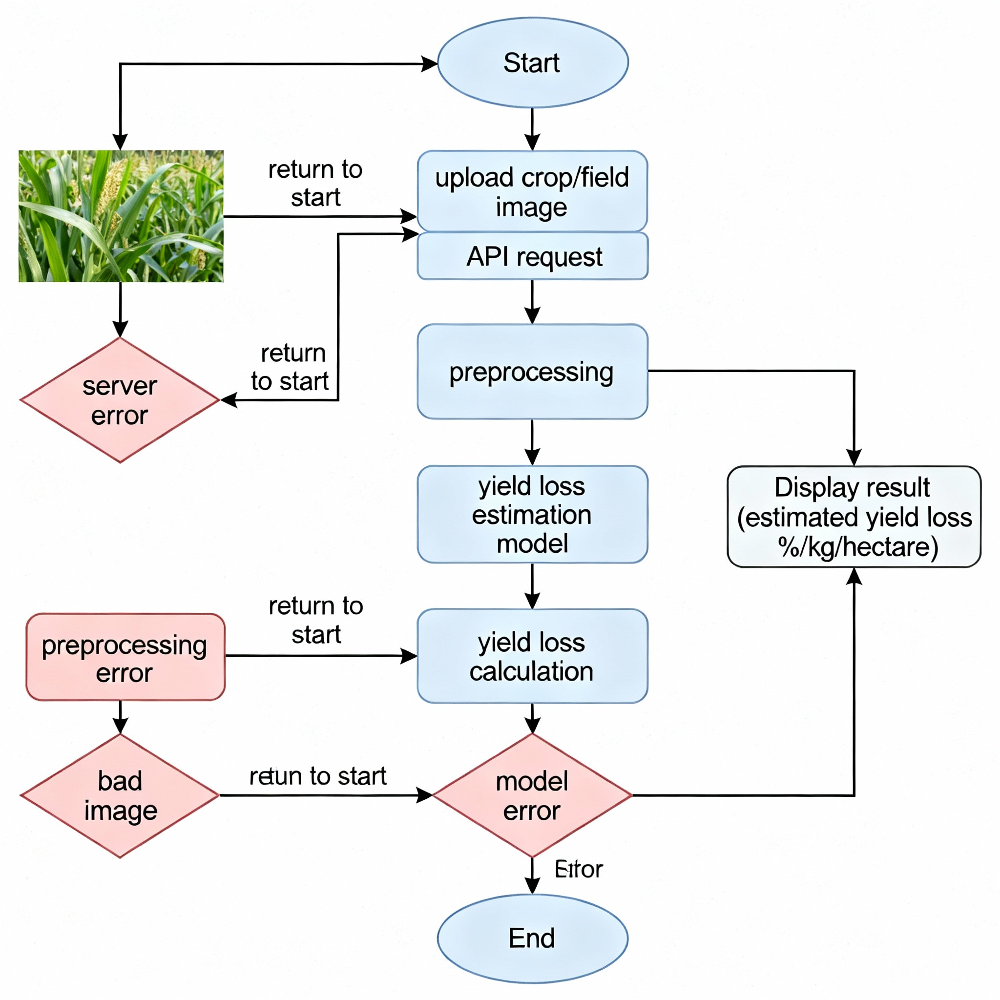 Start
return to
start
upload crop/field
image
API request
return
to start
server
error
preprocessing
yield loss
estimation
model
Display result
(estimated yield loss
%/kg/hectare)
return to
start
preprocessing
error
yield loss
calculation
bad
image
retun to start
model
error
End